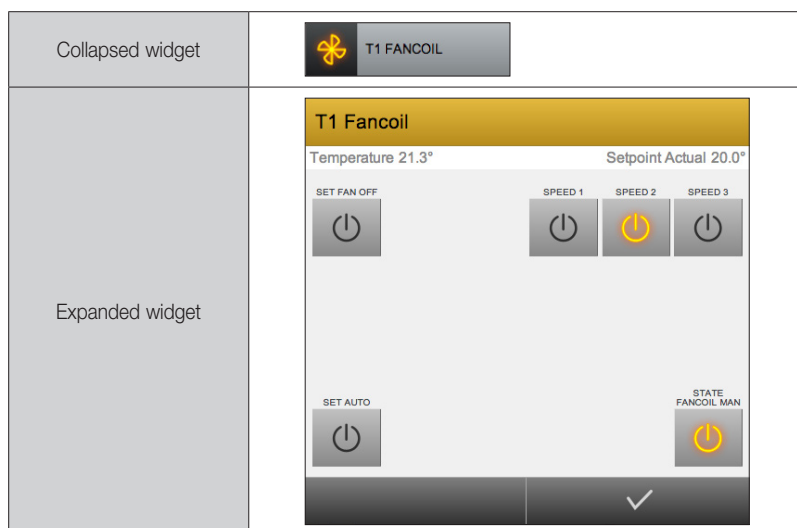 Collapsed widget
T1 FANCOIL
Expanded widget
T1 Fancoil
Temperature 21.3°
Setpoint Actual 20.0°
SET FAN OFF
SPEED 1
SPEED 2
SPEED 3
SET AUTO
STATE
FANCOIL MAN